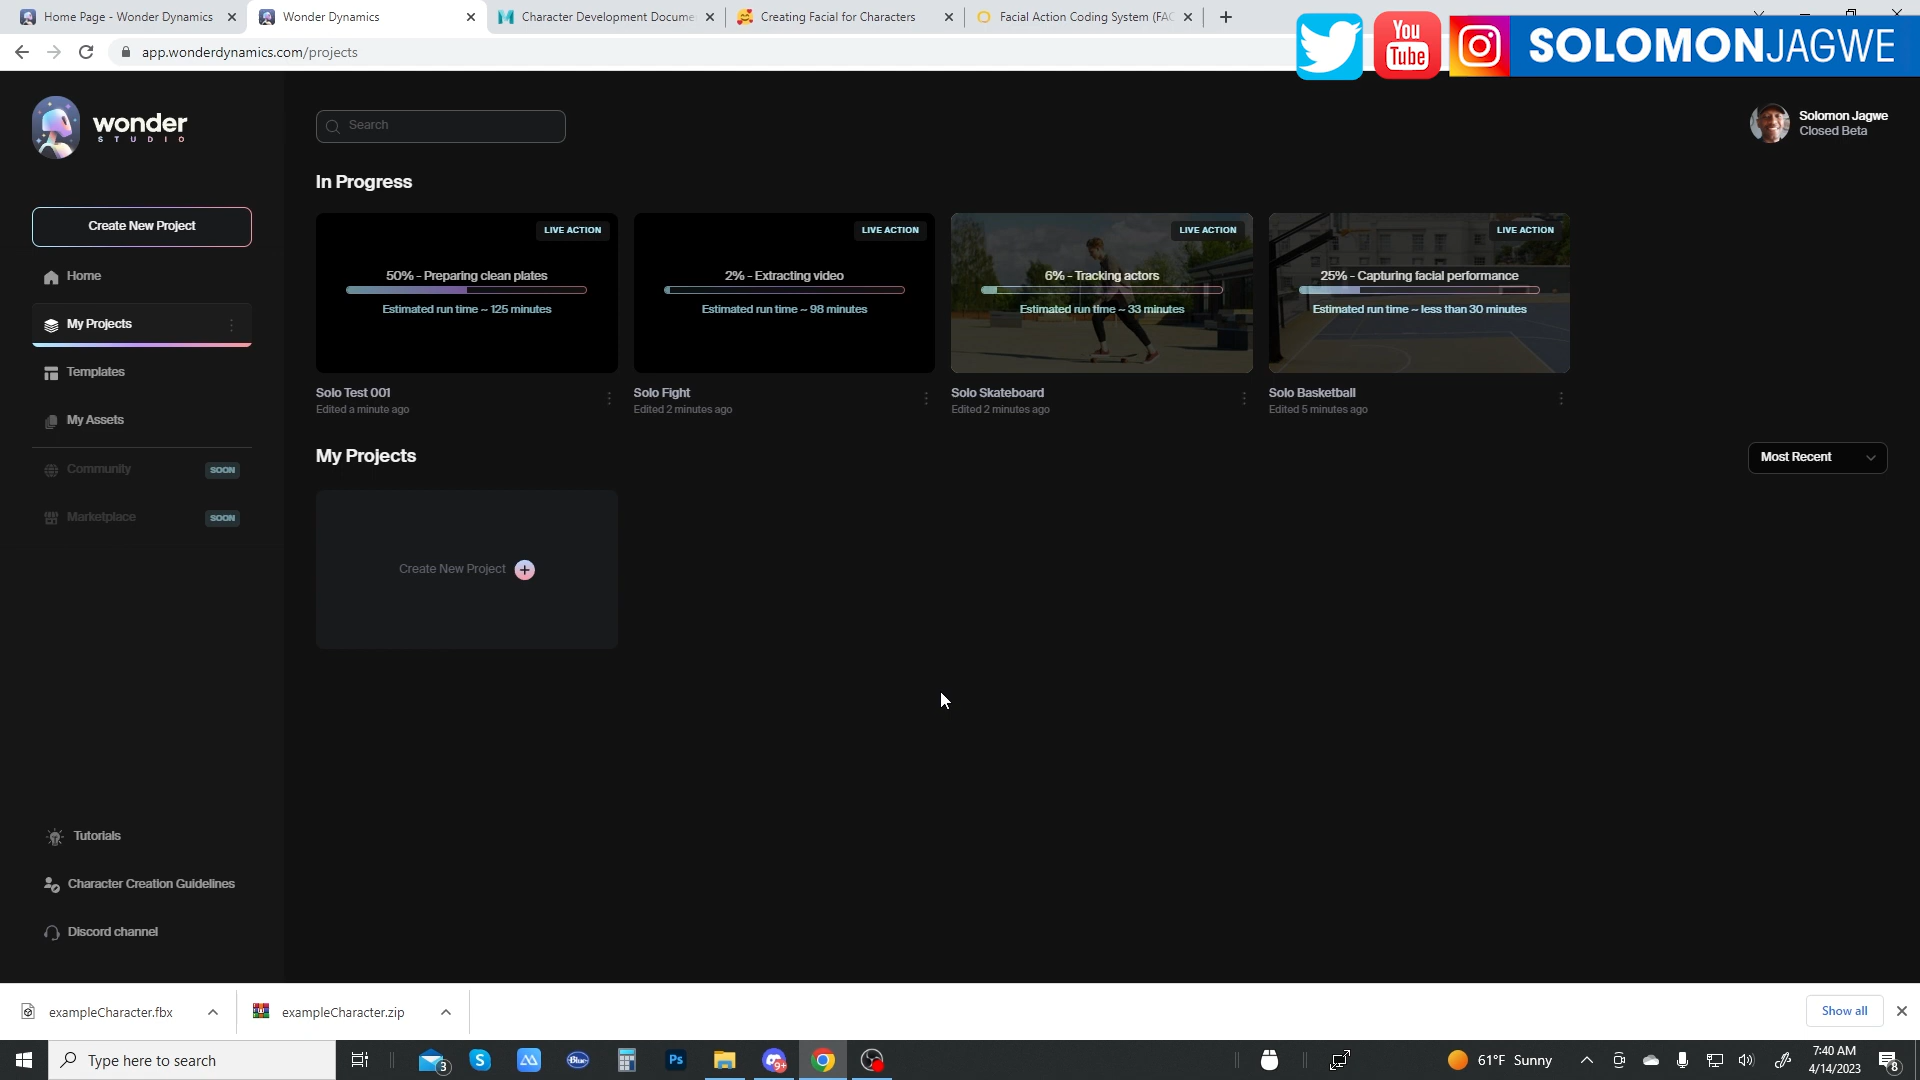 Home Page - Wonder Dynamics
Wonder Dynamics
Character Development Docume
Creating Facial for Characters
Facial Action Coding System (FAC
app.wonderdynamics.com/projects
You
Tube
SOLOMONJAGWE
wonder
STUDIO
Search
Solomon Jagwe
Closed Beta
In Progress
Create New Project
Home
My Projects
Templates
My Assets
Community
SOON
Marketplace
SOON
LIVE ACTION
50% - Preparing clean plates
Estimated run time ~ 125 minutes
Solo Test 001
Edited a minute ago
LIVE ACTION
2% - Extracting video
Estimated run time ~ 98 minutes
Solo Fight
Edited 2 minutes ago
LIVE ACTION
6% - Tracking actors
Estimated run time ~ 33 minutes
Solo Skateboard
Edited 2 minutes ago
LIVE ACTION
25% - Capturing facial performance
Estimated run time ~ less than 30 minutes
Solo Basketball
Edited 5 minutes ago
My Projects
Most Recent
Create New Project
Tutorials
Character Creation Guidelines
Discord channel
exampleCharacter.fbx
exampleCharacter.zip
Show all
Type here to search
3
Blue
Ps
9+
61°F Sunny
7:40 AM
4/14/2023
8